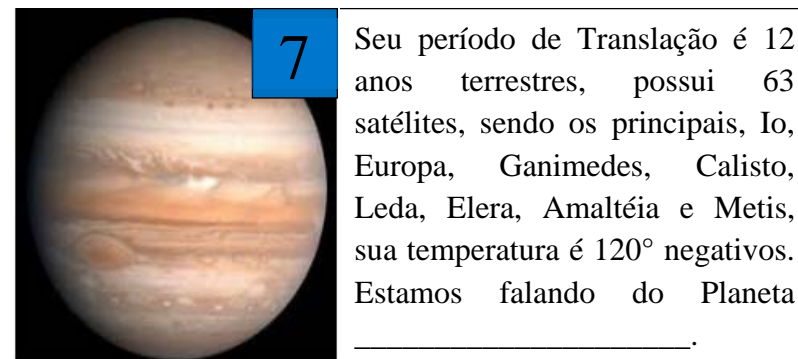 7
Seu período de Translação é 12
anos terrestres, possui 63
satélites, sendo os principais, Io,
Europa, Ganimedes, Calisto,
Leda, Elera, Amaltéia e Metis,
sua temperatura é 120° negativos.
Estamos falando do Planeta
______________________.